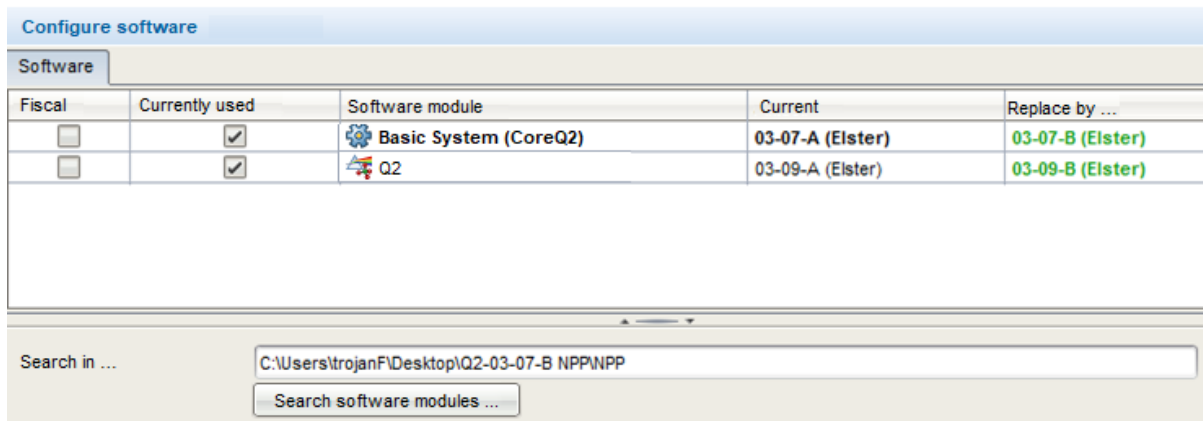 Configure software
Software
Fiscal Currently used Software module Current Replace by ...
Basic System (CoreQ2) 03-07-A (Elster) 03-07-B (Elster)
Q2 03-09-A (Elster) 03-09-B (Elster)
Search in ... C:\Users\trojanF\Desktop\Q2-03-07-B NPP\NPP
Search software modules ...